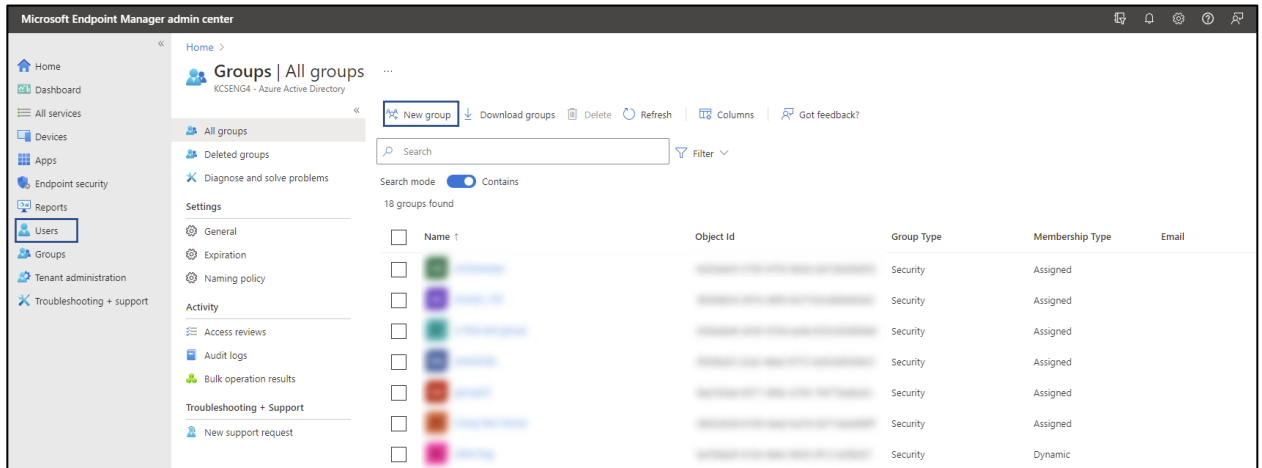 Microsoft Endpoint Manager admin center
Home
Dashboard
All services
Devices
Apps
Endpoint security
Reports
Users
Groups
Tenant administration
Troubleshooting + support
Home >
Groups | All groups ...
KCSENG4 - Azure Active Directory
All groups
Deleted groups
Diagnose and solve problems
Settings
General
Expiration
Naming policy
Activity
Access reviews
Audit logs
Bulk operation results
Troubleshooting + Support
New support request
New group Download groups Delete Refresh Columns Got feedback?
Search Filter
Search mode Contains
18 groups found
Name ↑ Object Id Group Type Membership Type Email
Security Assigned
Security Assigned
Security Assigned
Security Assigned
Security Assigned
Security Assigned
Security Dynamic